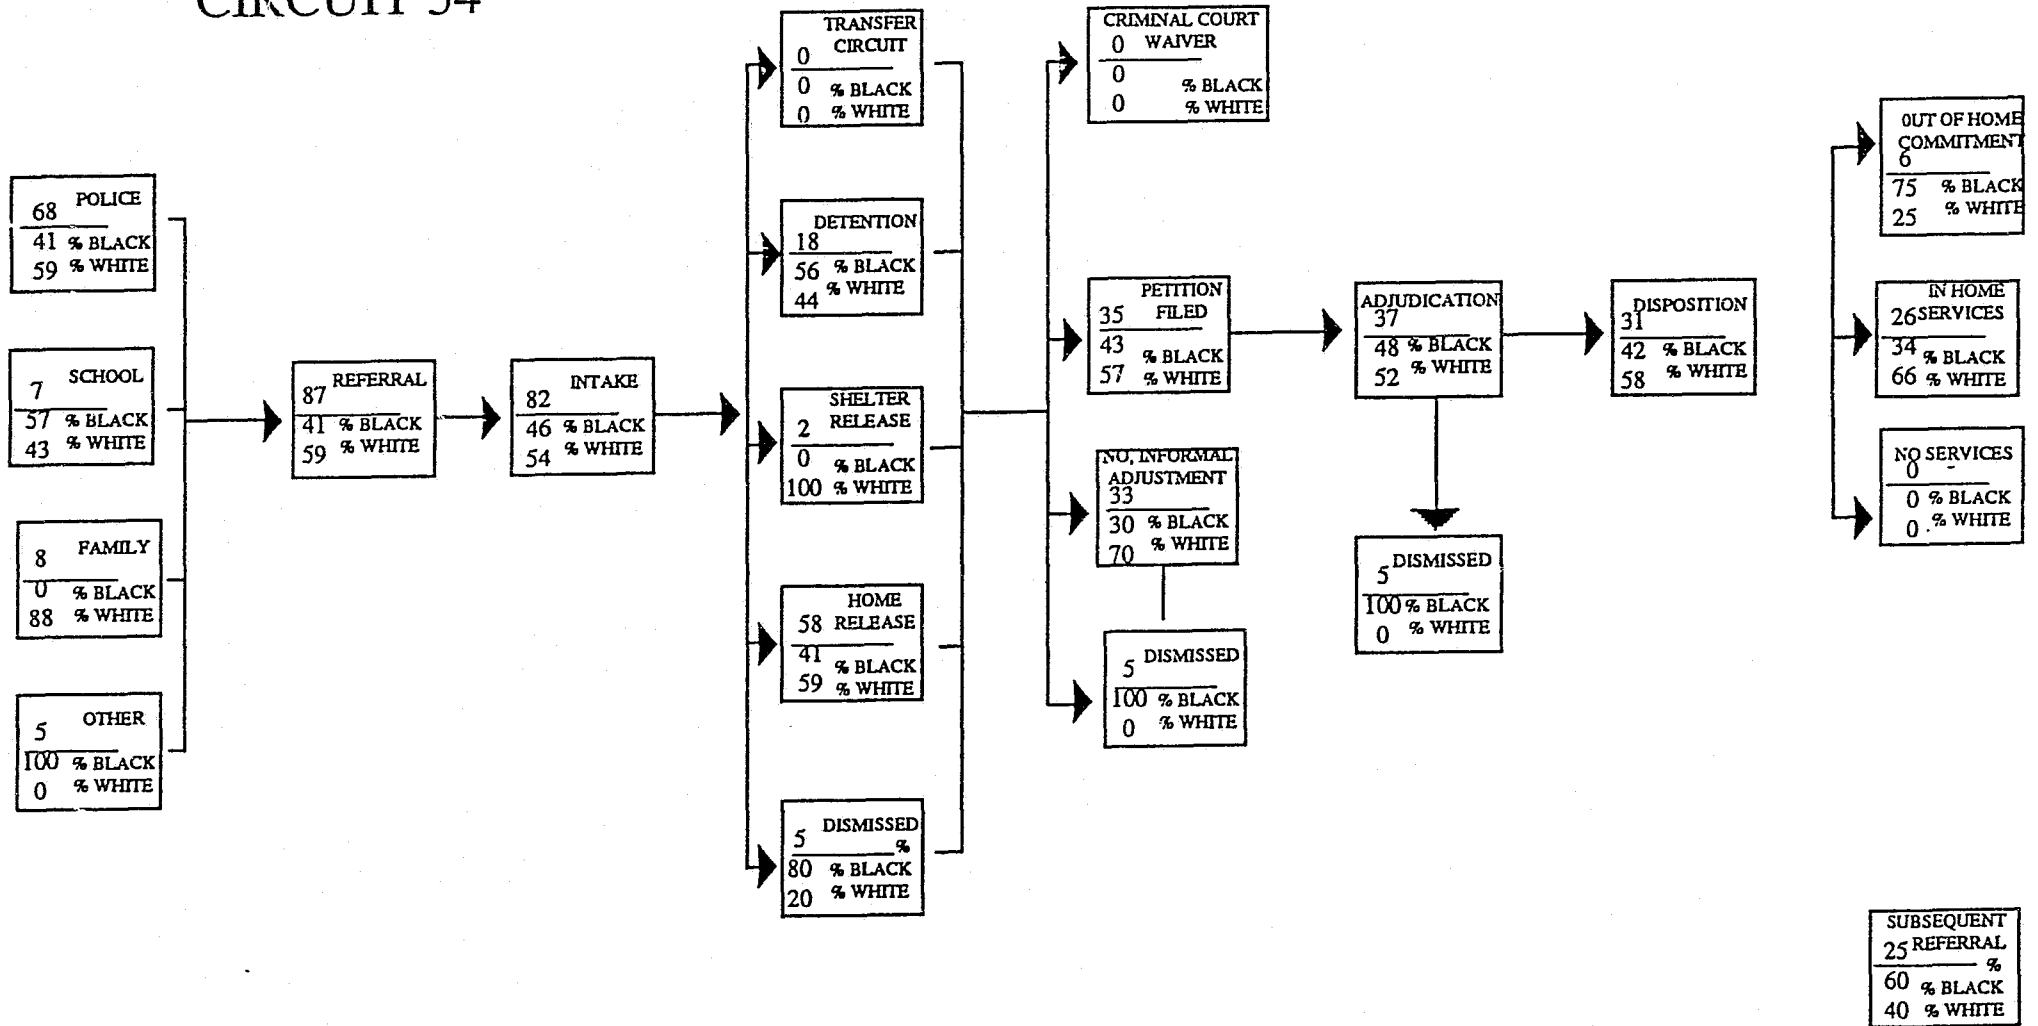 CIRCUIT 34
POLICE
68
41 % BLACK
59 % WHITE
SCHOOL
7
57 % BLACK
43 % WHITE
FAMILY
8
0 % BLACK
88 % WHITE
OTHER
5
100 % BLACK
0 % WHITE
REFERRAL
87
41 % BLACK
59 % WHITE
INTAKE
82
46 % BLACK
54 % WHITE
TRANSFER
CIRCUIT
0
0 % BLACK
0 % WHITE
DETENTION
18
56 % BLACK
44 % WHITE
SHELTER
RELEASE
2
0 % BLACK
100 % WHITE
HOME
58 RELEASE
41 % BLACK
59 % WHITE
5 DISMISSED
%
80 % BLACK
20 % WHITE
CRIMINAL COURT
0 WAIVER
0 % BLACK
0 % WHITE
PETITION
35 FILED
43 % BLACK
57 % WHITE
NO, INFORMAL
ADJUSTMENT
33
30 % BLACK
70 % WHITE
5 DISMISSED
100 % BLACK
0 % WHITE
ADJUDICATION
37
48 % BLACK
52 % WHITE
5 DISMISSED
100 % BLACK
0 % WHITE
DISPOSITION
31
42 % BLACK
58 % WHITE
OUT OF HOME
COMMITMENT
6
75 % BLACK
25 % WHITE
IN HOME
26 SERVICES
34 % BLACK
66 % WHITE
NO SERVICES
0
0 % BLACK
0 % WHITE
SUBSEQUENT
25 REFERRAL
%
60 % BLACK
40 % WHITE